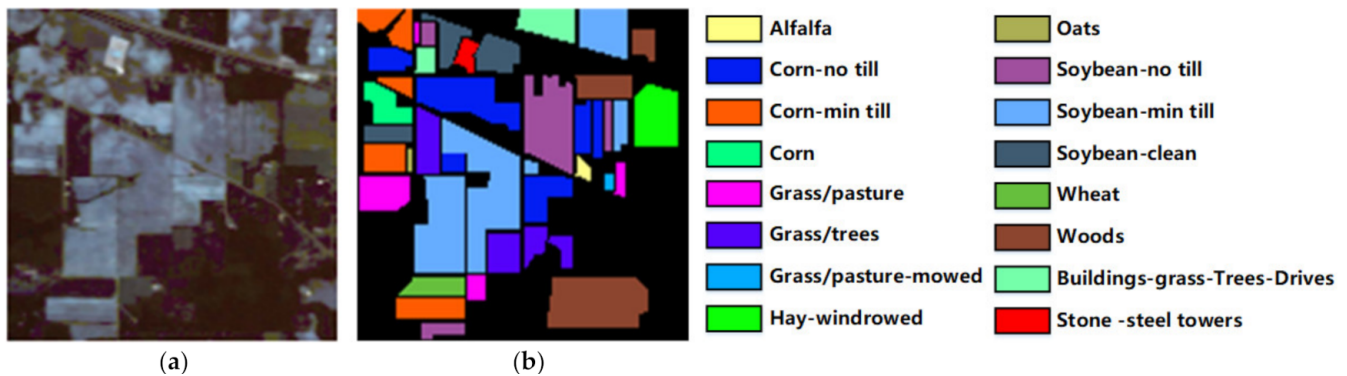 Alfalfa
Corn-no till
Corn-min till
Corn
Grass/pasture
Grass/trees
Grass/pasture-mowed
Hay-windrowed
Oats
Soybean-no till
Soybean-min till
Soybean-clean
Wheat
Woods
Buildings-grass-Trees-Drives
Stone -steel towers
(a)
(b)